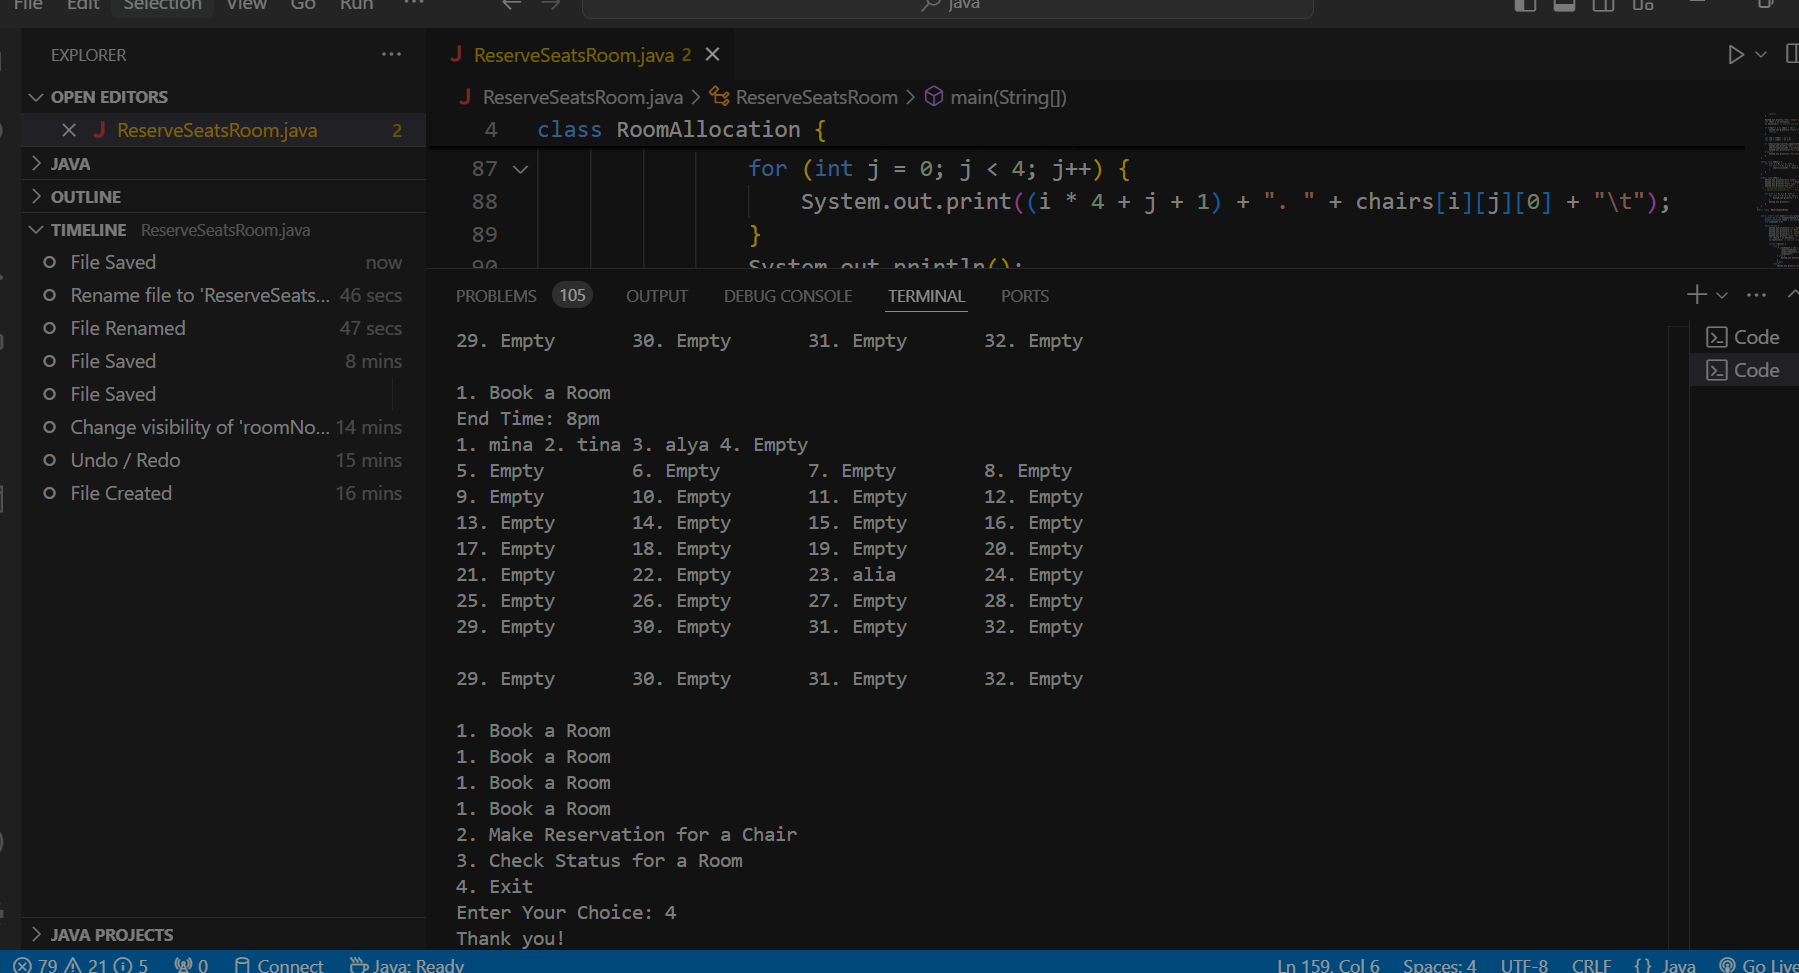 File Edit Selection View Go Run ··· java
EXPLORER ···
OPEN EDITORS
ReserveSeatsRoom.java 2
JAVA
OUTLINE
TIMELINE ReserveSeatsRoom.java
File Saved now
Rename file to 'ReserveSeats... 46 secs
File Renamed 47 secs
File Saved 8 mins
File Saved
Change visibility of 'roomNo... 14 mins
Undo / Redo 15 mins
File Created 16 mins
JAVA PROJECTS
ReserveSeatsRoom.java 2
ReserveSeatsRoom.java > ReserveSeatsRoom > main(String[])
4 class RoomAllocation {
87 for (int j = 0; j < 4; j++) {
88 System.out.print((i * 4 + j + 1) + ". " + chairs[i][j][0] + "\t");
89 }
90 System.out.println();
PROBLEMS 105 OUTPUT DEBUG CONSOLE TERMINAL PORTS
29. Empty 30. Empty 31. Empty 32. Empty
1. Book a Room
End Time: 8pm
1. mina 2. tina 3. alya 4. Empty
5. Empty 6. Empty 7. Empty 8. Empty
9. Empty 10. Empty 11. Empty 12. Empty
13. Empty 14. Empty 15. Empty 16. Empty
17. Empty 18. Empty 19. Empty 20. Empty
21. Empty 22. Empty 23. alia 24. Empty
25. Empty 26. Empty 27. Empty 28. Empty
29. Empty 30. Empty 31. Empty 32. Empty
29. Empty 30. Empty 31. Empty 32. Empty
1. Book a Room
1. Book a Room
1. Book a Room
1. Book a Room
2. Make Reservation for a Chair
3. Check Status for a Room
4. Exit
Enter Your Choice: 4
Thank you!
Code
Code
79 21 5 0 Connect Java: Ready Ln 159, Col 6 Spaces: 4 UTF-8 CRLF {} Java Go Live